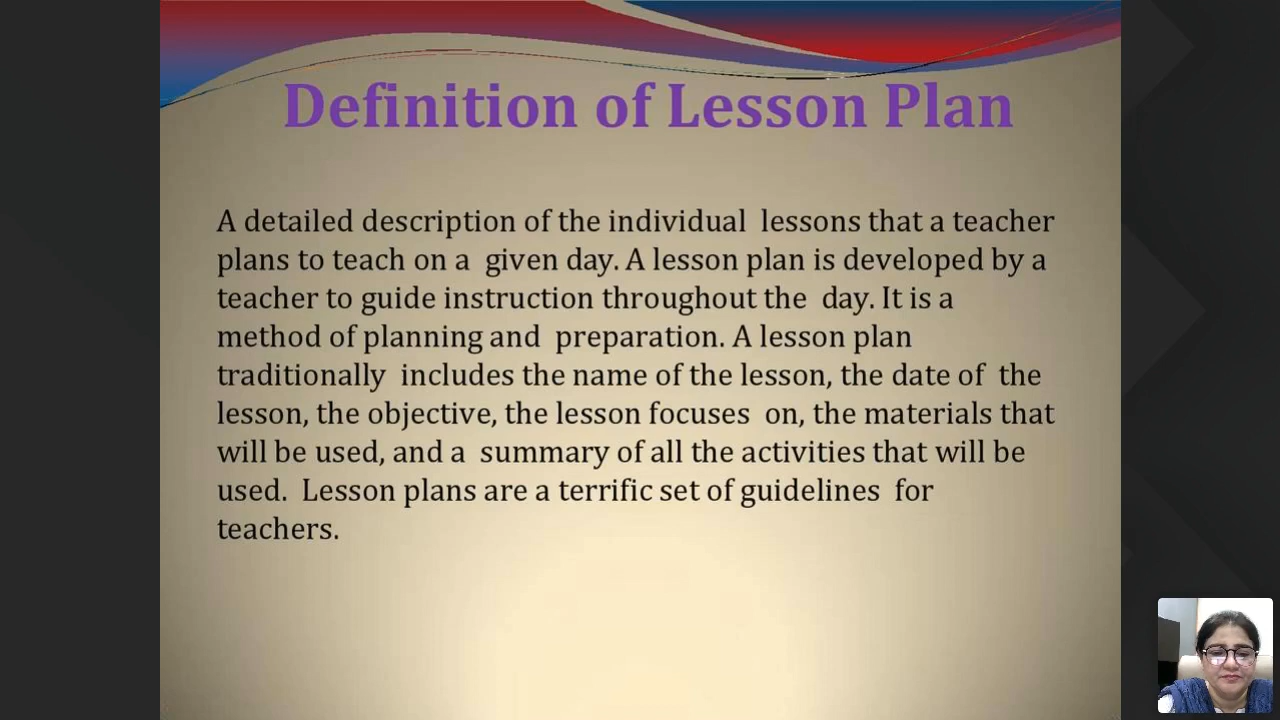 Definition of Lesson Plan
A detailed description of the individual  lessons that a teacher
plans to teach on a  given day. A lesson plan is developed by a
teacher to guide instruction throughout the  day. It is a
method of planning and  preparation. A lesson plan
traditionally  includes the name of the lesson, the date of  the
lesson, the objective, the lesson focuses  on, the materials that
will be used, and a  summary of all the activities that will be
used.  Lesson plans are a terrific set of guidelines  for
teachers.